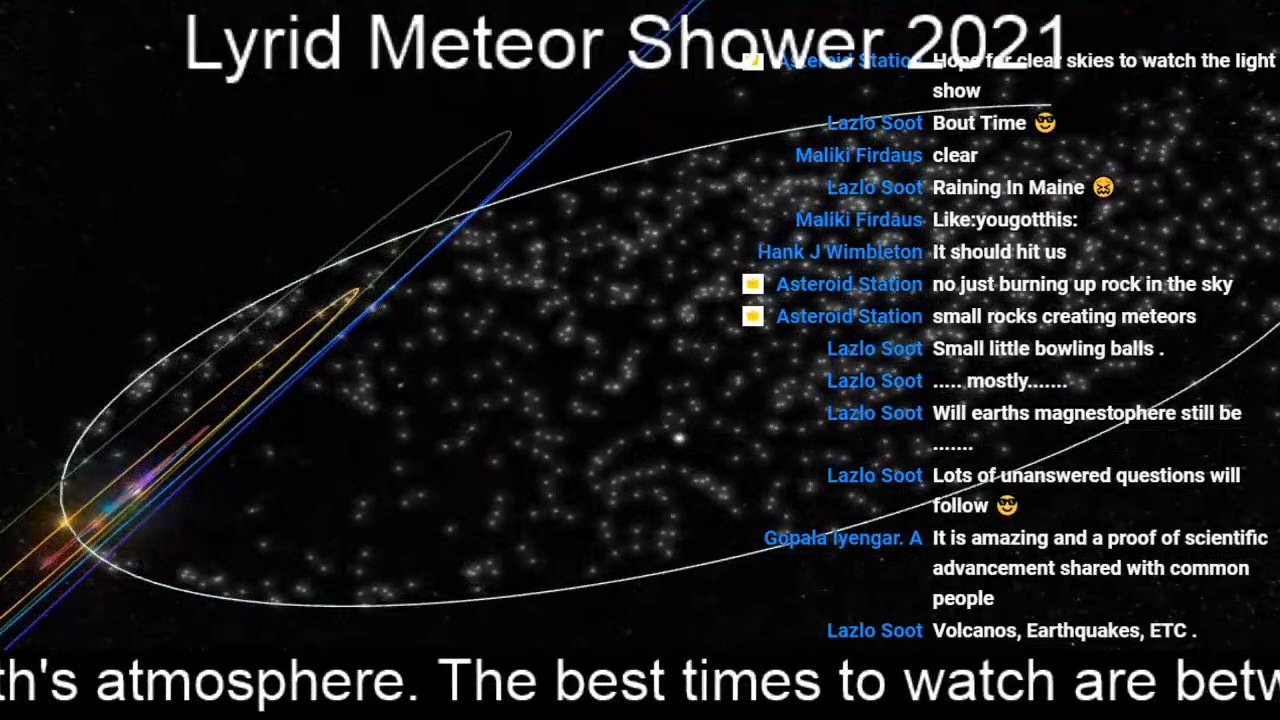 Lyrid Meteor Shower 2021
Asteroid Station Hope for clear skies to watch the light
show
Lazlo Soot Bout Time 😎
Maliki Firdaus clear
Lazlo Soot Raining In Maine 😖
Maliki Firdaus Like:yougotthis:
Hank J Wimbleton It should hit us
Asteroid Station no just burning up rock in the sky
Asteroid Station small rocks creating meteors
Lazlo Soot Small little bowling balls .
Lazlo Soot ..... mostly.......
Lazlo Soot Will earths magnestophere still be
.......
Lazlo Soot Lots of unanswered questions will
follow 😎
Gopala Iyengar. A It is amazing and a proof of scientific
advancement shared with common
people
Lazlo Soot Volcanos, Earthquakes, ETC .
th's atmosphere. The best times to watch are betw